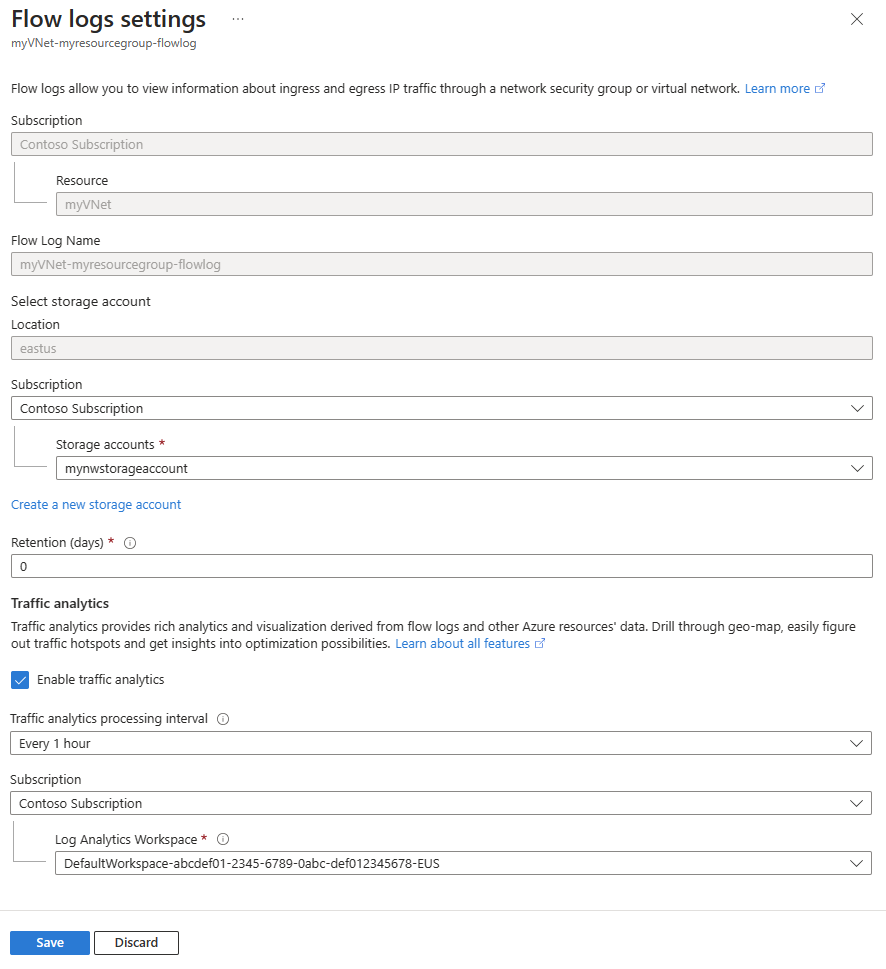 Flow logs settings ...
myVNet-myresourcegroup-flowlog
Flow logs allow you to view information about ingress and egress IP traffic through a network security group or virtual network. Learn more
Subscription
Contoso Subscription
Resource
myVNet
Flow Log Name
myVNet-myresourcegroup-flowlog
Select storage account
Location
eastus
Subscription
Contoso Subscription
Storage accounts *
mynwstorageaccount
Create a new storage account
Retention (days) *
0
Traffic analytics
Traffic analytics provides rich analytics and visualization derived from flow logs and other Azure resources' data. Drill through geo-map, easily figure
out traffic hotspots and get insights into optimization possibilities. Learn about all features
Enable traffic analytics
Traffic analytics processing interval
Every 1 hour
Subscription
Contoso Subscription
Log Analytics Workspace *
DefaultWorkspace-abcdef01-2345-6789-0abc-def012345678-EUS
Save Discard